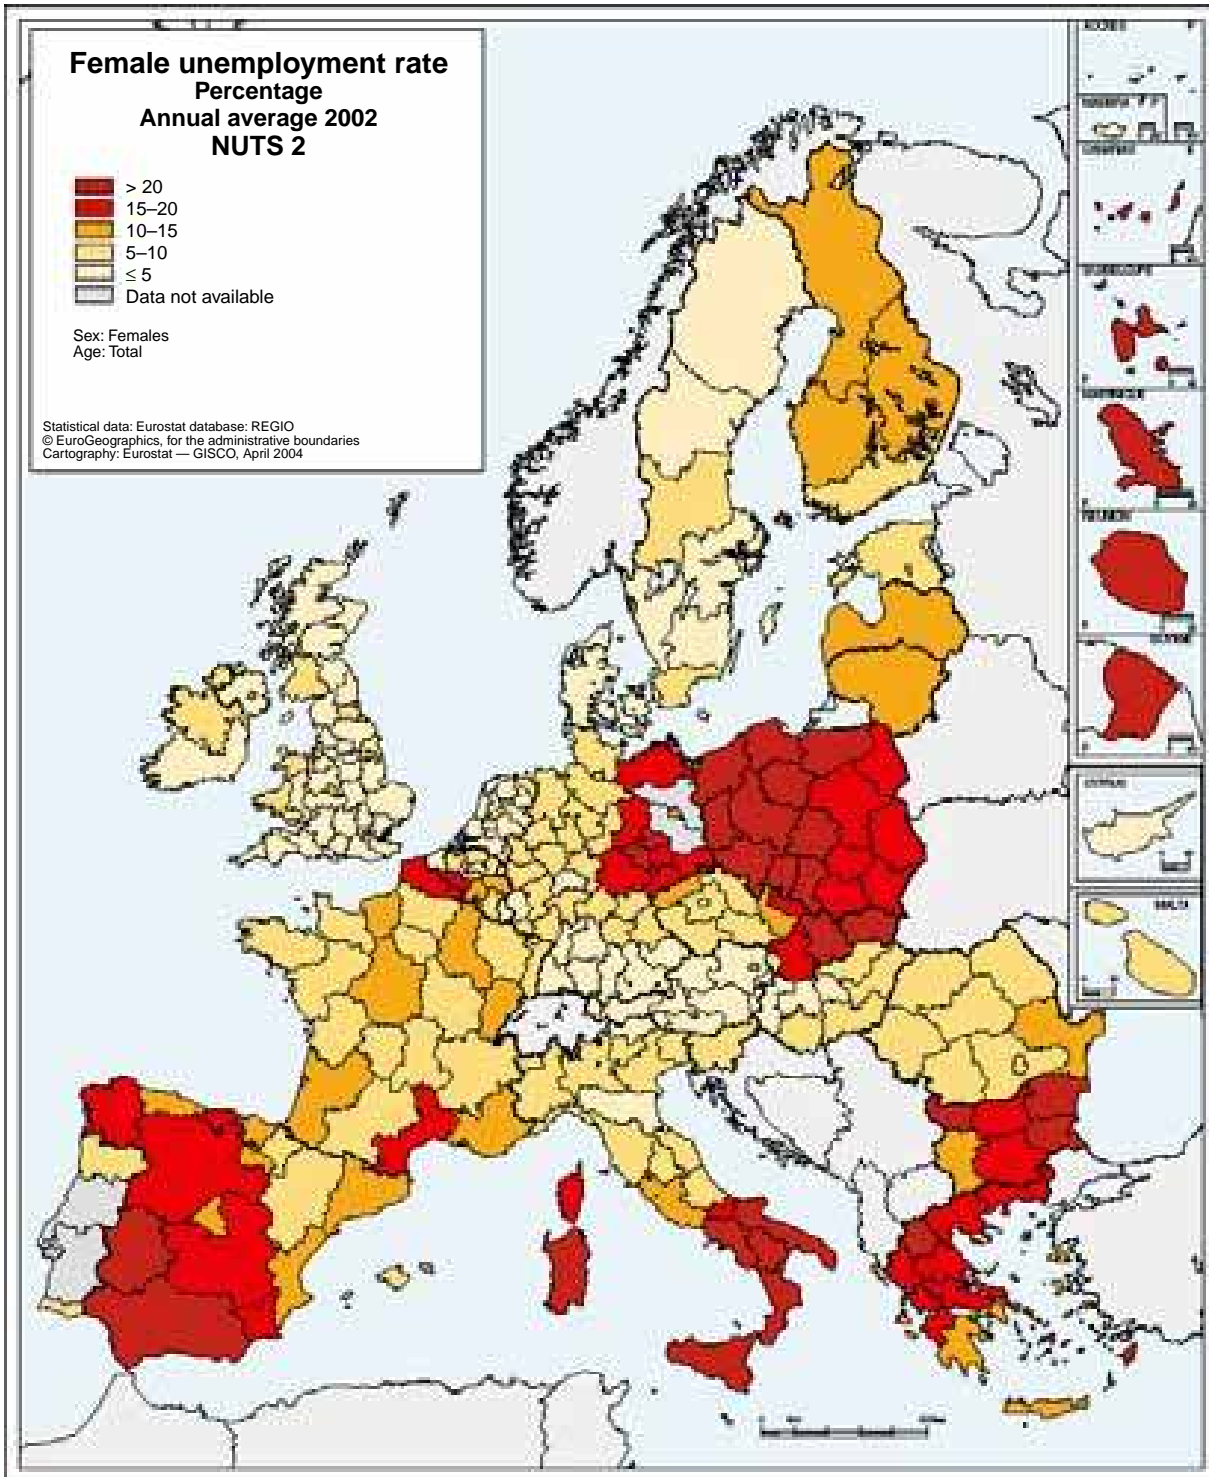 Female unemployment rate
Percentage
Annual average 2002
NUTS 2
> 20
15–20
10–15
5–10
≤ 5
Data not available
Sex: Females
Age: Total
Statistical data: Eurostat database: REGIO
© EuroGeographics, for the administrative boundaries
Cartography: Eurostat — GISCO, April 2004
MALTA